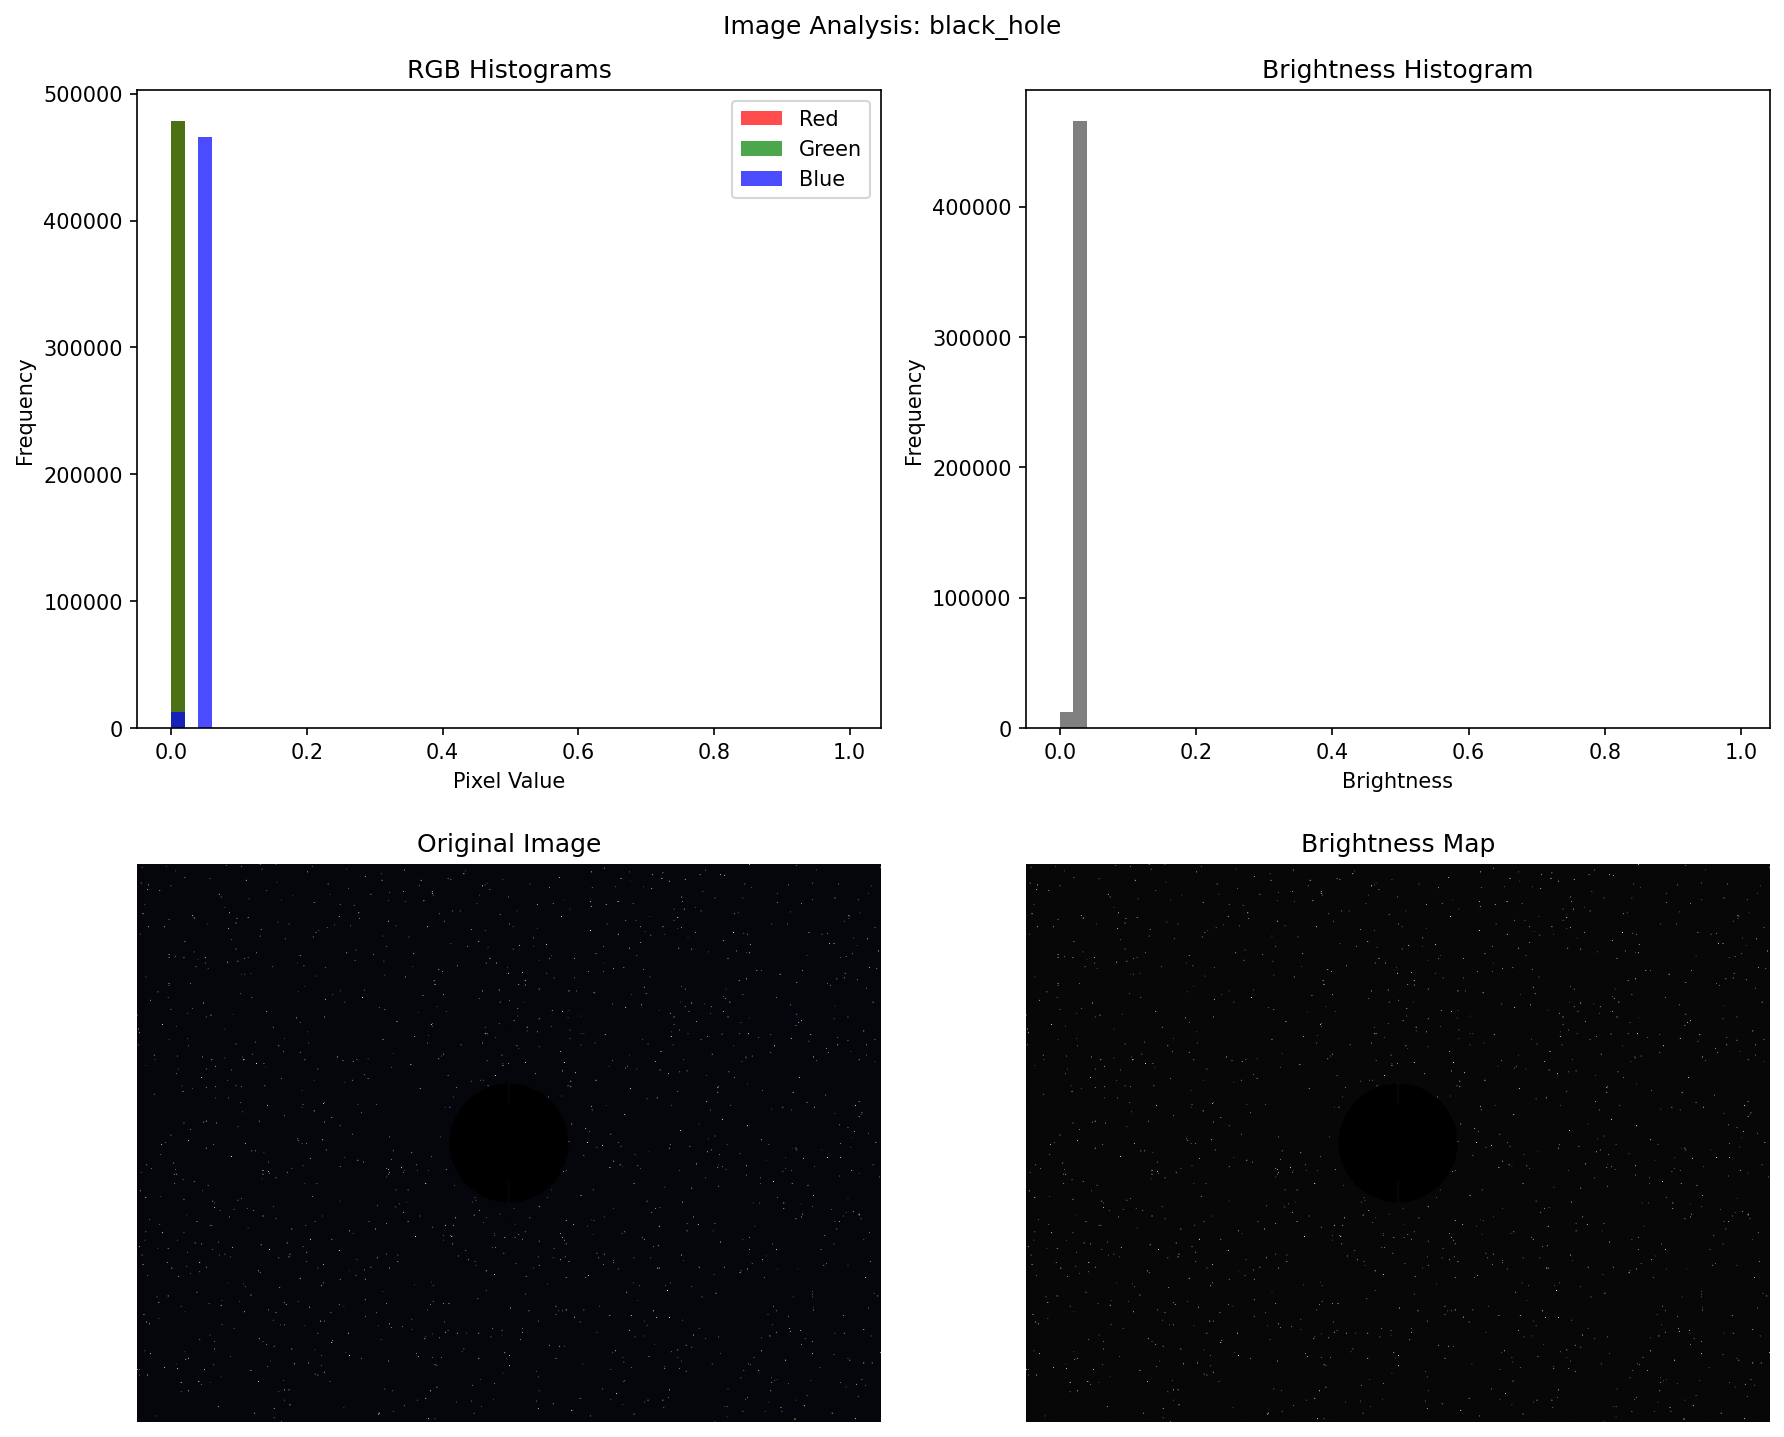 Image Analysis: black_hole
RGB Histograms
500000
400000
300000
200000
100000
0
Frequency
0.0 0.2 0.4 0.6 0.8 1.0
Pixel Value
Red
Green
Blue
Brightness Histogram
400000
300000
200000
100000
0
Frequency
0.0 0.2 0.4 0.6 0.8 1.0
Brightness
Original Image
Brightness Map